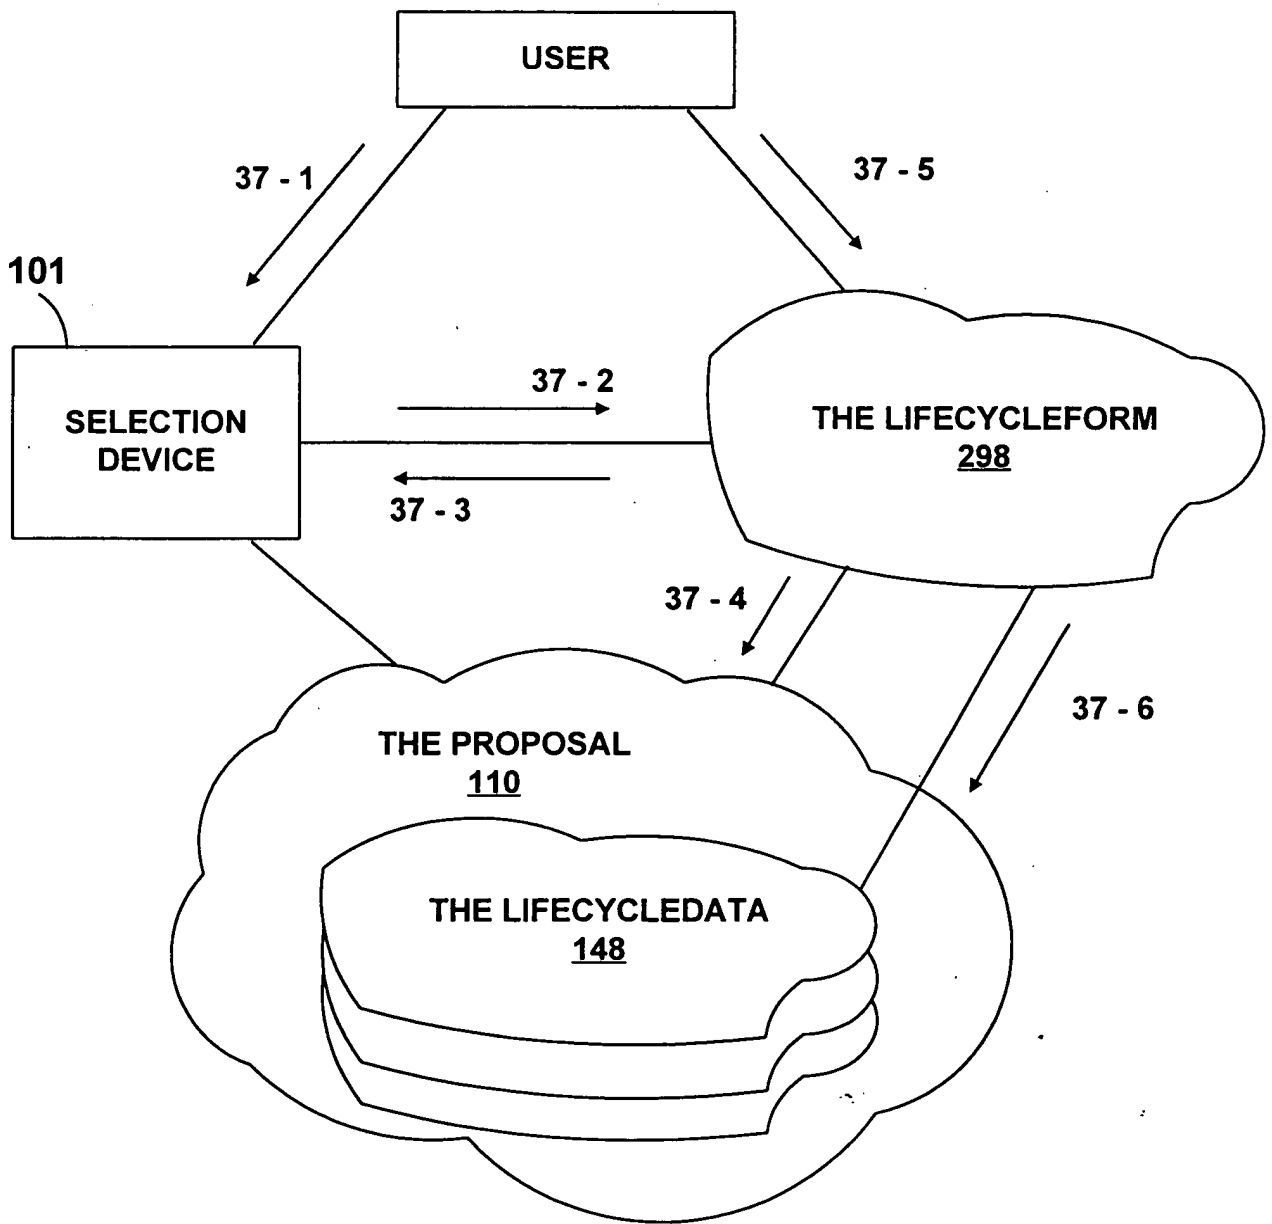 USER
37 - 1
37 - 5
101
37 - 2
SELECTION
DEVICE
THE LIFECYCLEFORM
298
37 - 3
37 - 4
37 - 6
THE PROPOSAL
110
THE LIFECYCLEDATA
148